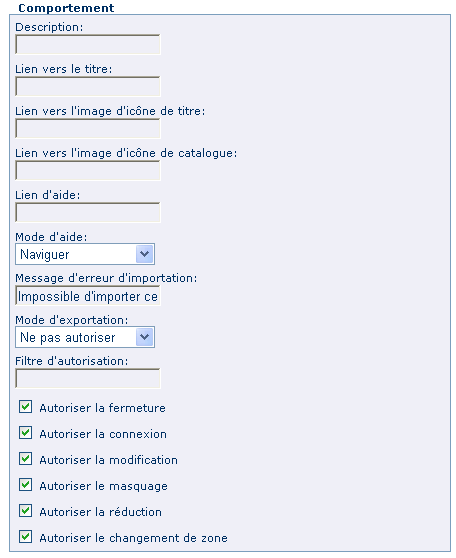 Comportement
Description:
Lien vers le titre:
Lien vers l'image d'icône de titre:
Lien vers l'image d'icône de catalogue:
Lien d'aide:
Mode d'aide:
Naviguer
Message d'erreur d'importation:
Impossible d'importer ce
Mode d'exportation:
Ne pas autoriser
Filtre d'autorisation:
Autoriser la fermeture
Autoriser la connexion
Autoriser la modification
Autoriser le masquage
Autoriser la réduction
Autoriser le changement de zone